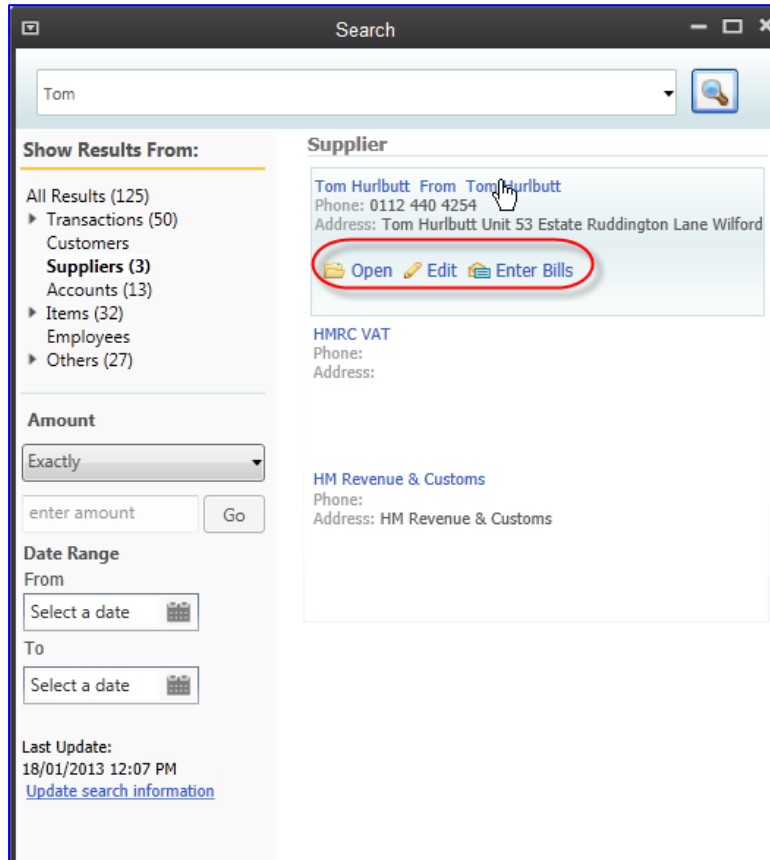 Search
Tom
Show Results From:
All Results (125)
Transactions (50)
Customers
Suppliers (3)
Accounts (13)
Items (32)
Employees
Others (27)
Amount
Exactly
enter amount Go
Date Range
From
Select a date
To
Select a date
Last Update:
18/01/2013 12:07 PM
Update search information
Supplier
Tom Hurlbutt From Tom Hurlbutt
Phone: 0112 440 4254
Address: Tom Hurlbutt Unit 53 Estate Ruddington Lane Wilford
Open Edit Enter Bills
HMRC VAT
Phone:
Address:
HM Revenue & Customs
Phone:
Address: HM Revenue & Customs